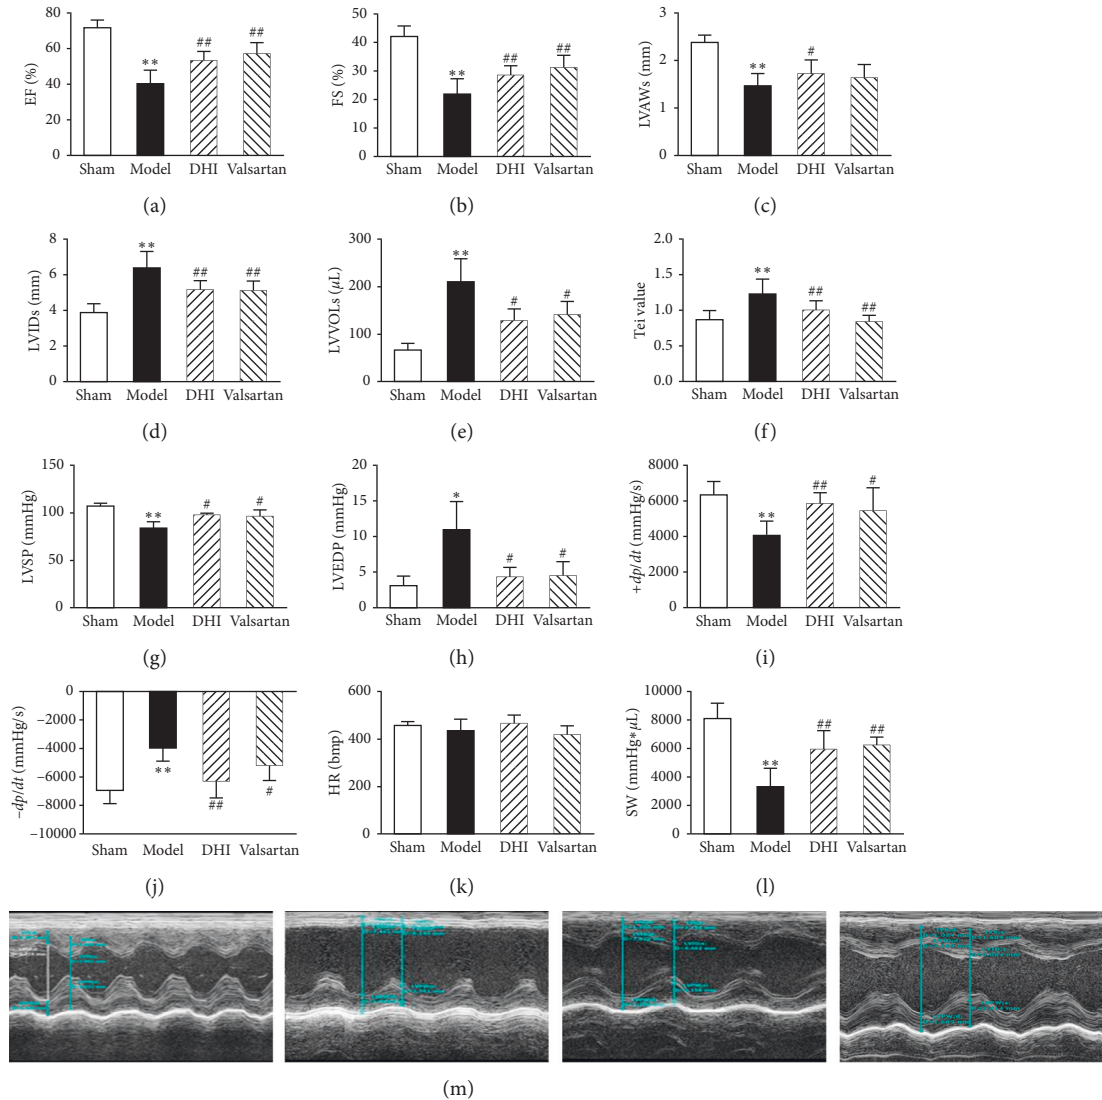 80
60
40
20
0
EF (%)
**
##
##
Sham Model DHI Valsartan
(a)
50
40
30
20
10
0
FS (%)
**
##
##
Sham Model DHI Valsartan
(b)
3
2
1
0
LVAWs (mm)
**
#
Sham Model DHI Valsartan
(c)
8
6
4
2
0
LVIDs (mm)
**
##
##
Sham Model DHI Valsartan
(d)
300
200
100
0
LVVOLs (μL)
**
#
#
Sham Model DHI Valsartan
(e)
2.0
1.5
1.0
0.5
0.0
Tei value
**
##
##
Sham Model DHI Valsartan
(f)
150
100
50
0
LVSP (mmHg)
**
#
#
Sham Model DHI Valsartan
(g)
20
15
10
5
0
LVEDP (mmHg)
*
#
#
Sham Model DHI Valsartan
(h)
8000
6000
4000
2000
0
+dp/dt (mmHg/s)
**
##
#
Sham Model DHI Valsartan
(i)
0
−2000
−4000
−6000
−8000
−10000
−dp/dt (mmHg/s)
**
##
#
Sham Model DHI Valsartan
(j)
600
400
200
0
HR (bmp)
Sham Model DHI Valsartan
(k)
10000
8000
6000
4000
2000
0
SW (mmHg*μL)
**
##
##
Sham Model DHI Valsartan
(l)
(m)